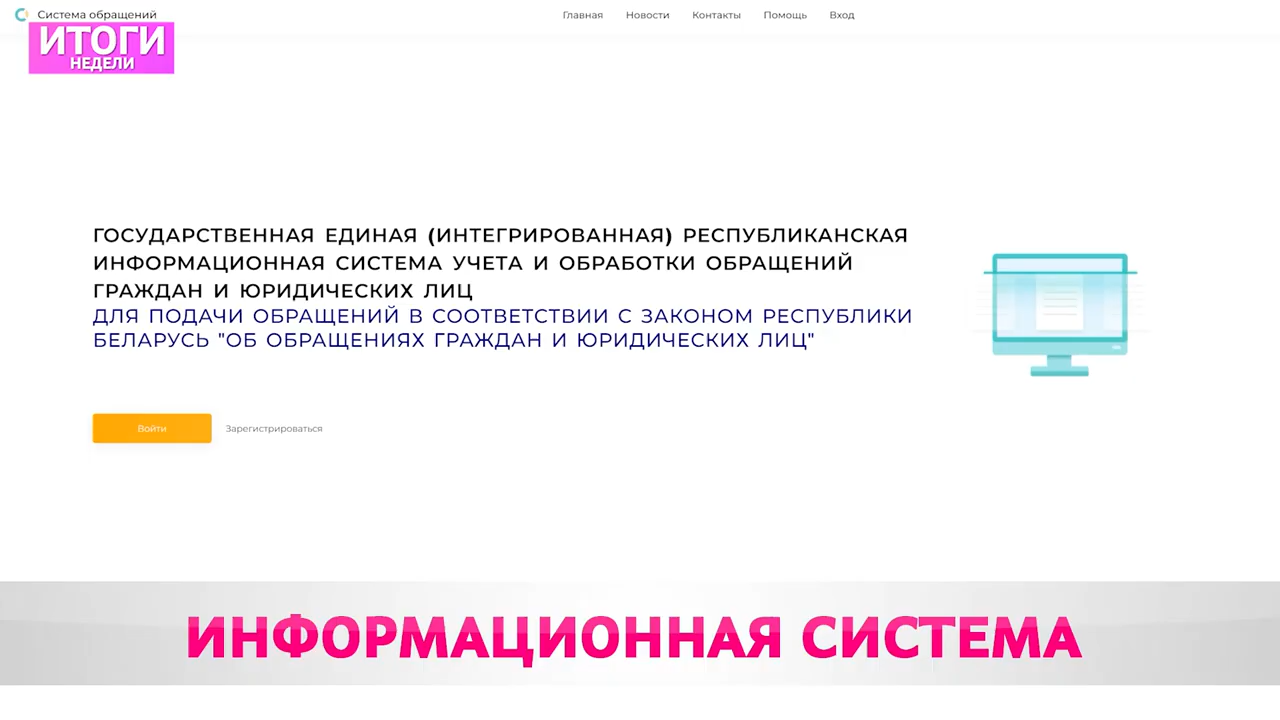 Система обращений
Главная Новости Контакты Помощь Вход
ИТОГИ
НЕДЕЛИ
ГОСУДАРСТВЕННАЯ ЕДИНАЯ (ИНТЕГРИРОВАННАЯ) РЕСПУБЛИКАНСКАЯ
ИНФОРМАЦИОННАЯ СИСТЕМА УЧЕТА И ОБРАБОТКИ ОБРАЩЕНИЙ
ГРАЖДАН И ЮРИДИЧЕСКИХ ЛИЦ
ДЛЯ ПОДАЧИ ОБРАЩЕНИЙ В СООТВЕТСТВИИ С ЗАКОНОМ РЕСПУБЛИКИ
БЕЛАРУСЬ "ОБ ОБРАЩЕНИЯХ ГРАЖДАН И ЮРИДИЧЕСКИХ ЛИЦ"
Войти Зарегистрироваться
ИНФОРМАЦИОННАЯ СИСТЕМА